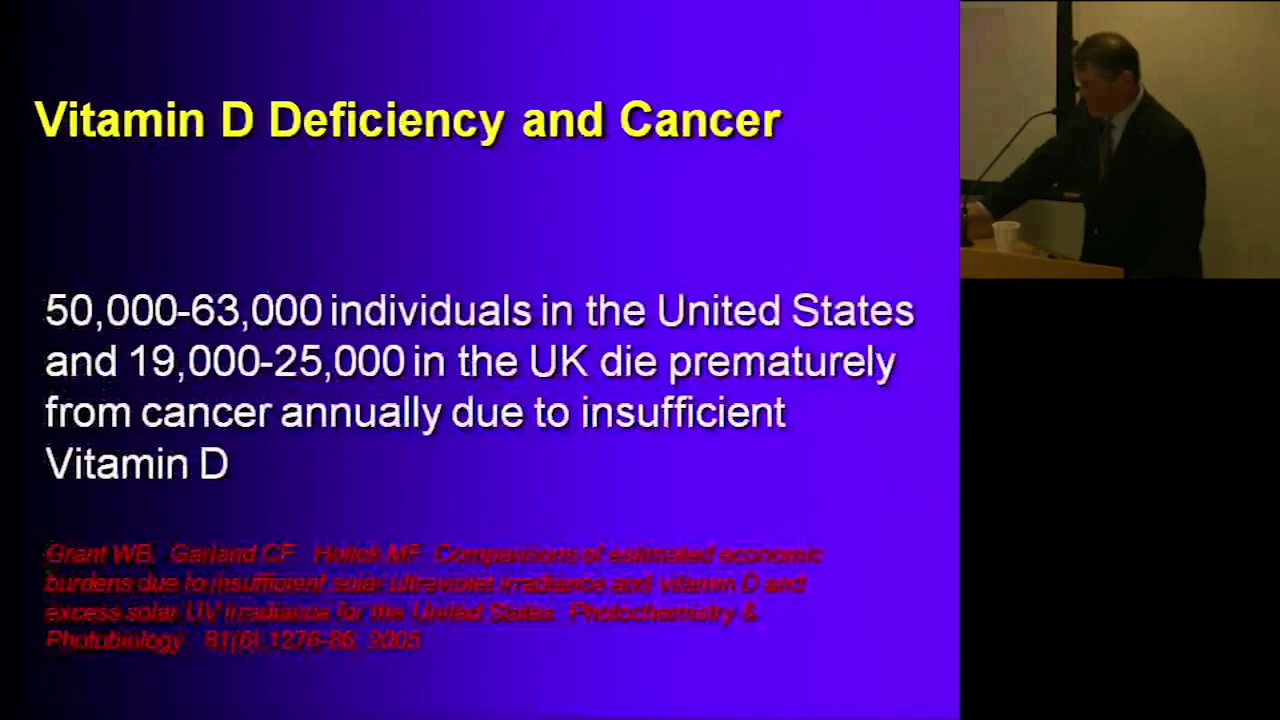 Vitamin D Deficiency and Cancer
50,000-63,000 individuals in the United States
and 19,000-25,000 in the UK die prematurely
from cancer annually due to insufficient
Vitamin D
Grant WB, Garland CF, Holick MF. Comparisons of estimated economic
burdens due to insufficient solar ultraviolet irradiance and vitamin D and
excess solar UV irradiance for the United States. Photochemistry &
Photobiology. 81(6) 1276-86, 2005